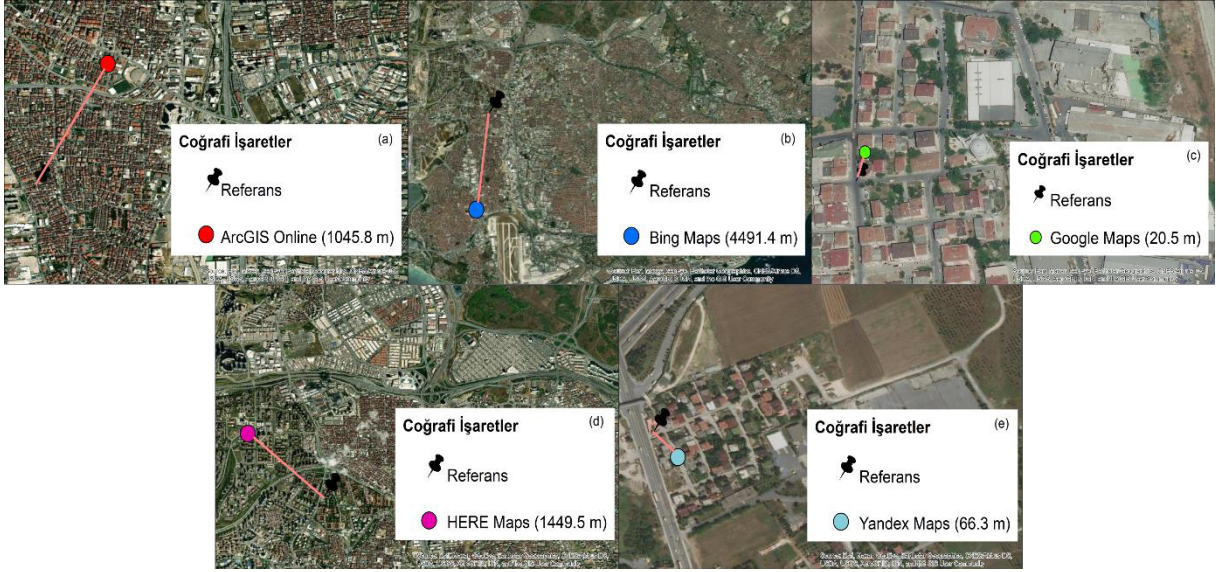 Coğrafi İşaretler
(a)
Referans
ArcGIS Online (1045.8 m)
Coğrafi İşaretler
(b)
Referans
Bing Maps (4491.4 m)
Coğrafi İşaretler
(c)
Referans
Google Maps (20.5 m)
Coğrafi İşaretler
(d)
Referans
HERE Maps (1449.5 m)
Coğrafi İşaretler
(e)
Referans
Yandex Maps (66.3 m)